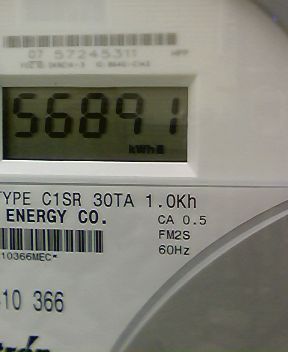 07 57245311
56891
kWh
TYPE C1SR 30TA 1.0Kh
ENERGY CO.
CA 0.5
FM2S
60Hz
10366MEC*
10 366